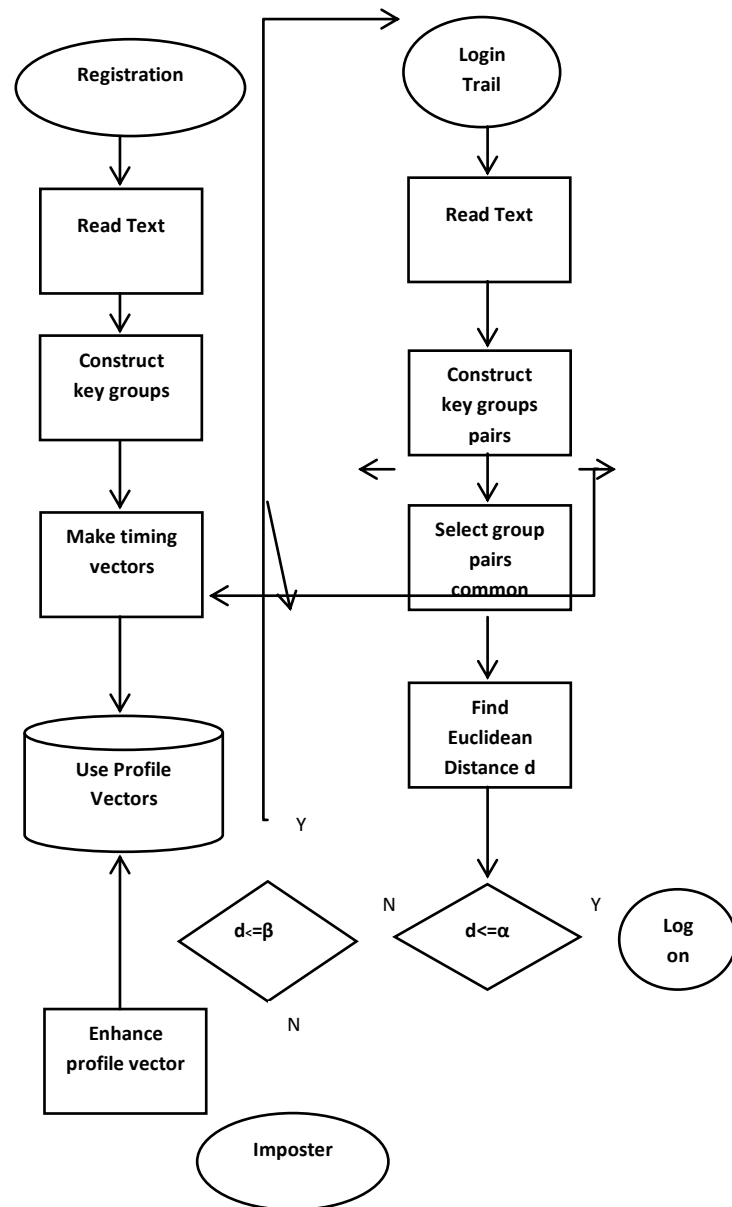 Registration
Read Text
Construct
key groups
Make timing
vectors
Use Profile
Vectors
Enhance
profile vector
Login
Trail
Read Text
Construct
key groups
pairs
Select group
pairs
common
Find
Euclidean
Distance d
Y
d<=β
N
d<=α
Y
Log
on
N
Imposter